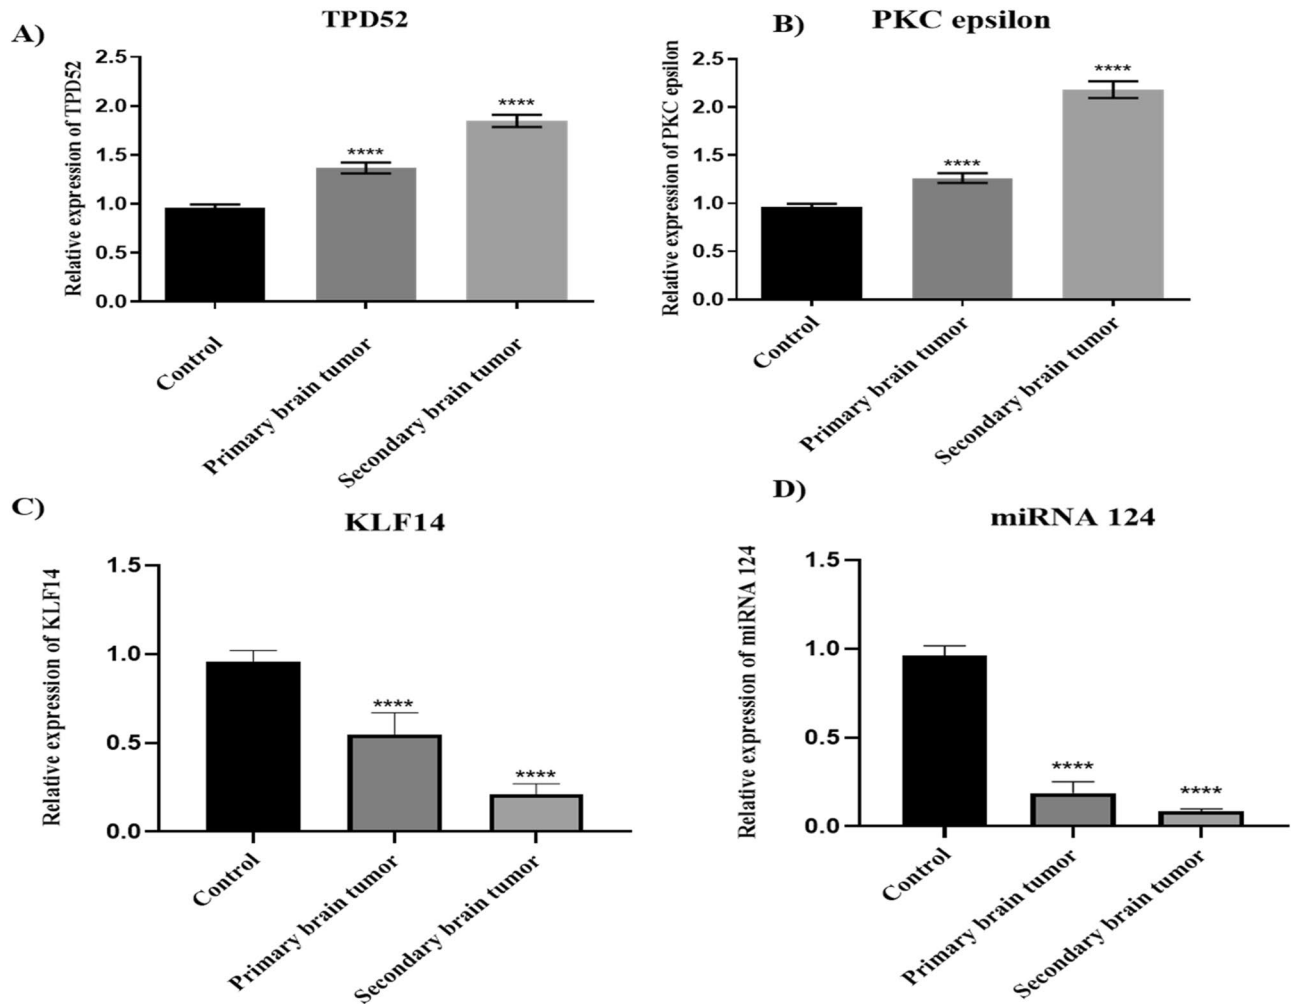 A)
TPD52
Relative expression of TPD52
2.5
2.0
1.5
1.0
0.5
0.0
****
****
Control
Primary brain tumor
Secondary brain tumor
B)
PKC epsilon
Relative expression of PKC epsilon
2.5
2.0
1.5
1.0
0.5
0.0
****
****
Control
Primary brain tumor
Secondary brain tumor
C)
KLF14
Relative expression of KLF14
1.5
1.0
0.5
0.0
****
****
Control
Primary brain tumor
Secondary brain tumor
D)
miRNA 124
Relative expression of miRNA 124
1.5
1.0
0.5
0.0
****
****
Control
Primary brain tumor
Secondary brain tumor